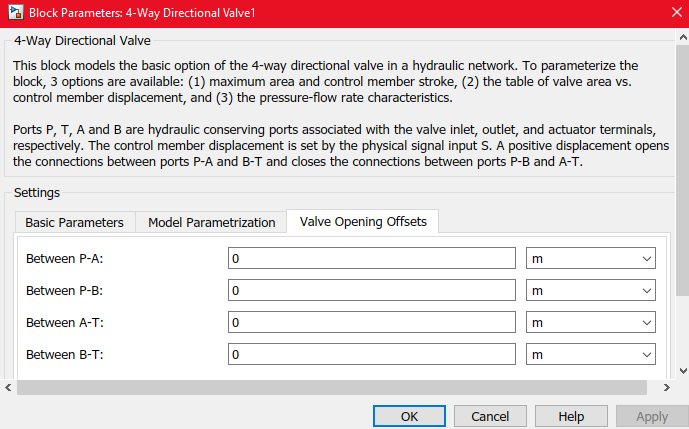 Block Parameters: 4-Way Directional Valve1
4-Way Directional Valve
This block models the basic option of the 4-way directional valve in a hydraulic network. To parameterize the
block, 3 options are available: (1) maximum area and control member stroke, (2) the table of valve area vs.
control member displacement, and (3) the pressure-flow rate characteristics.
Ports P, T, A and B are hydraulic conserving ports associated with the valve inlet, outlet, and actuator terminals,
respectively. The control member displacement is set by the physical signal input S. A positive displacement opens
the connections between ports P-A and B-T and closes the connections between ports P-B and A-T.
Settings
Basic Parameters Model Parametrization Valve Opening Offsets
Between P-A: 0 m
Between P-B: 0 m
Between A-T: 0 m
Between B-T: 0 m
OK Cancel Help Apply